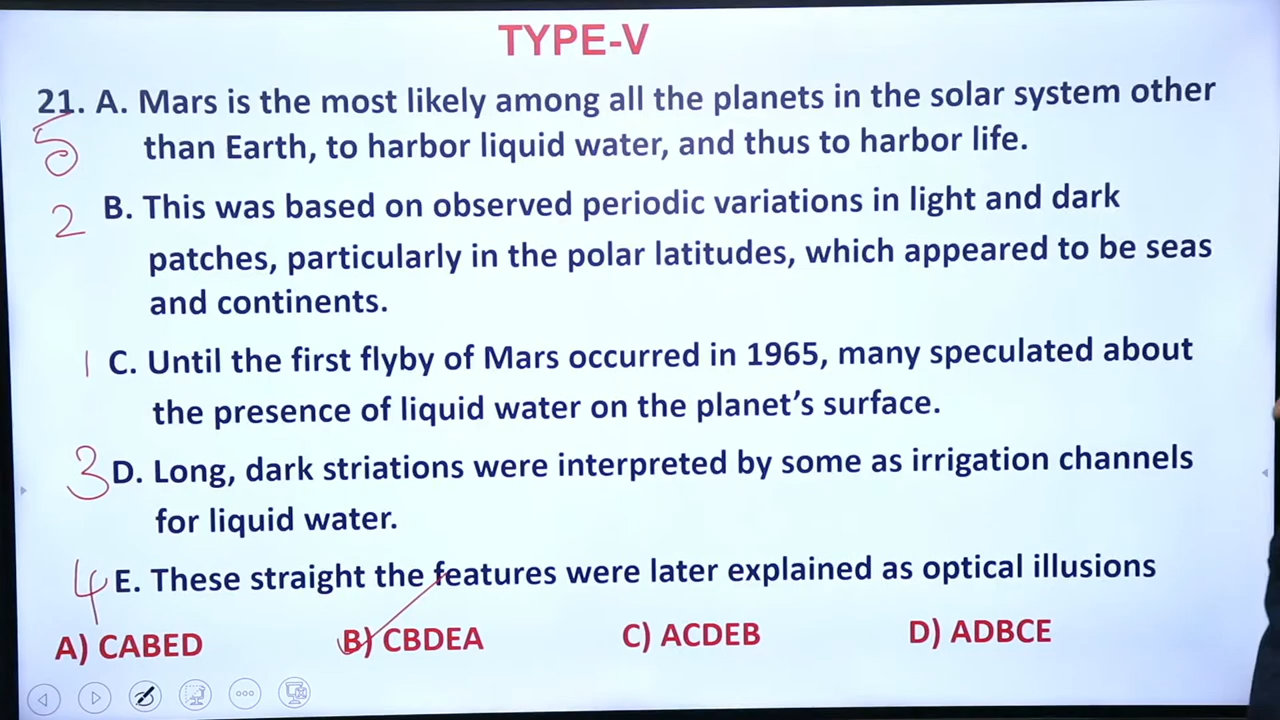 TYPE-V
21. A. Mars is the most likely among all the planets in the solar system other
5 than Earth, to harbor liquid water, and thus to harbor life.
2 B. This was based on observed periodic variations in light and dark
patches, particularly in the polar latitudes, which appeared to be seas
and continents.
1 C. Until the first flyby of Mars occurred in 1965, many speculated about
the presence of liquid water on the planet’s surface.
3 D. Long, dark striations were interpreted by some as irrigation channels
for liquid water.
4 E. These straight the features were later explained as optical illusions
A) CABED B) CBDEA C) ACDEB D) ADBCE